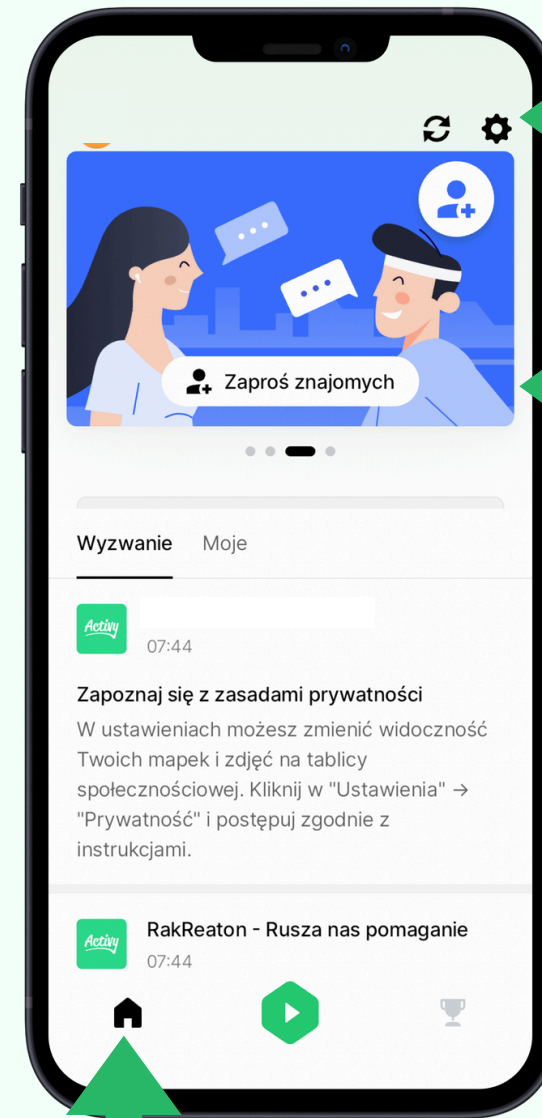 Zaproś znajomych
Wyzwanie Moje
Activy
07:44
Zapoznaj się z zasadami prywatności
W ustawieniach możesz zmienić widoczność
Twoich mapek i zdjęć na tablicy
społecznościowej. Kliknij w "Ustawienia" →
"Prywatność" i postępuj zgodnie z
instrukcjami.
Activy
RakReaton - Rusza nas pomaganie
07:44